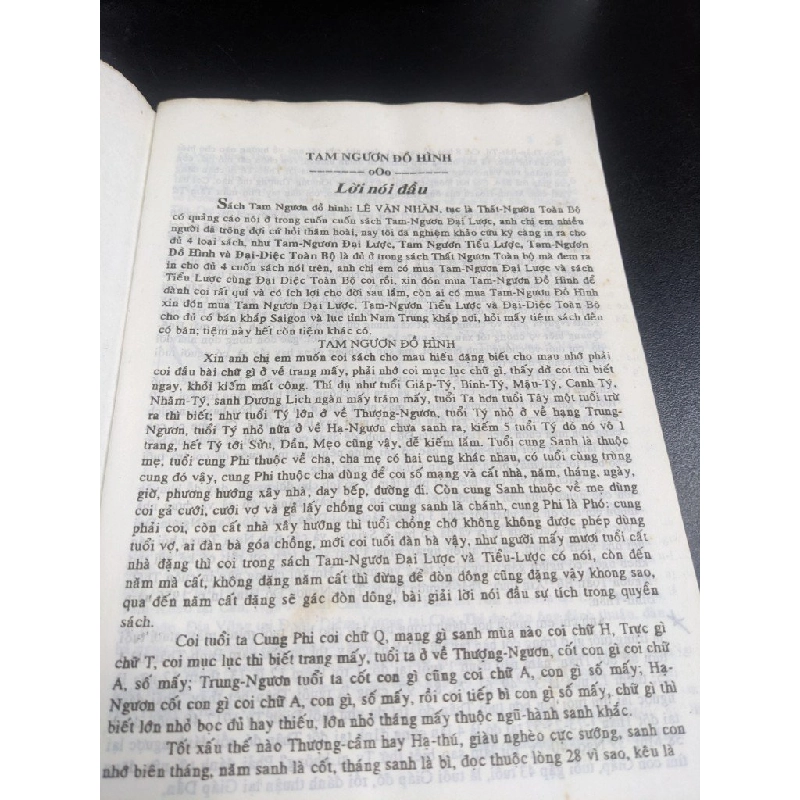 TAM NGƯƠN ĐỒ HÌNH
-------- oOo --------
Lời nói đầu
Sách Tam Ngươn đồ hình: LÊ VĂN NHÀN, tục là Thất-Ngươn Toàn Bộ
có quảng cáo nói ở trong cuốn cuốn sách Tam-Ngươn Đại Lược, anh chị em nhiều
người đã trông đợi cứ hỏi thăm hoài, nay tôi đã nghiệm khảo cứu kỹ càng in ra cho
đủ 4 loại sách, như Tam-Ngươn Đại Lược, Tam Ngươn Tiểu Lược, Tam-Ngươn
Đồ Hình và Đại-Diệc Toàn Bộ là đủ ở trong sách Thất Ngươn Toàn bộ mà đem ra
in cho đủ 4 cuốn sách nói trên, anh chị em có mua Tam-Ngươn Đại Lược và sách
Tiểu Lược cùng Đại Diệc Toàn Bộ coi rồi, xin đón mua Tam-Ngươn Đồ Hình để
dành coi rất quí và có ích lợi cho đời sau lắm, còn ai có mua Tam-Ngươn Đồ Hình
xin đón mua Tam Ngươn Đại Lược, Tam-Ngươn Tiểu Lược và Đại-Diệc Toàn Bộ
cho đủ có bán khắp Saigon và lục tỉnh Nam Trung khắp nơi, hỏi mấy tiệm sách đều
có bán; tiệm này hết còn tiệm khác có.
TAM NGƯƠN ĐỒ HÌNH
Xin anh chị em muốn coi sách cho mau hiểu đặng biết cho mau nhớ phải
coi đầu bài chữ gì ở về trang mấy, phải nhớ coi mục lục chữ gì, thấy dở coi thì biết
ngay, khỏi kiếm mất công. Thí dụ như tuổi Giáp-Tý, Bính-Tý, Mậu-Tý, Canh Tý,
Nhâm-Tý, sanh Dương Lịch ngàn mấy trăm mấy, tuổi Ta hơn tuổi Tây một tuổi trừ
ra thì biết; như tuổi Tý lớn ở về Thượng-Ngươn, tuổi Tý nhỏ ở về hạng Trung-
Ngươn, tuổi Tý nhỏ nữa ở về Hạ-Ngươn chưa sanh ra, kiếm 5 tuổi Tý đó nó vô 1
trang, hết Tý tới Sửu, Dần, Mẹo cũng vậy, dễ kiếm lắm. Tuổi cung Sanh là thuộc
mẹ, tuổi cung Phi thuộc về cha, cha mẹ có hai cung khác nhau, có tuổi cùng trùng
cung đó vậy, cung Phi thuộc cha dùng để coi số mạng và cất nhà, năm, tháng, ngày,
giờ, phương hướng xây nhà, day bếp, đường đi. Còn cung Sanh thuộc về mẹ dùng
coi gả cưới, cưới vợ và gả lấy chồng coi cung sanh là chánh, cung Phi là Phó: cung
phải coi, còn cất nhà xây hướng thì tuổi chồng chớ không không được phép dùng
tuổi vợ, ai đàn bà góa chồng, mới coi tuổi đàn bà vậy, như người mấy mươi tuổi cất
nhà đặng thì coi trong sách Tam-Ngươn Đại Lược và Tiểu-Lược có nói, còn đến
năm mà cất, không đặng năm cất thì đừng để đòn dông cũng đặng vậy khong sao,
qua đến năm cất đặng sẽ gác đòn dông, bài giải lời nói đầu sự tích trong quyển
sách.
Coi tuổi ta Cung Phi coi chữ Q, mạng gì sanh mùa nào coi chữ H, Trực gì
chữ T, coi mục lục thì biết trang mấy, tuổi ta ở về Thượng-Ngươn, cốt con gì coi chữ
A, số mấy; Trung-Ngươn tuổi ta cốt con gì cũng coi chữ A, con gì số mấy; Hạ-
Ngươn cốt con gì coi chữ A, con gì, số mấy, rồi coi tiếp bì con gì số mấy, chữ gì thì
biết lớn nhỏ bọc đủ hay thiếu, lớn nhỏ tháng mấy thuộc ngũ-hành sanh khắc.
Tốt xấu thế nào Thượng-cầm hay Hạ-thú, giàu nghèo cực sướng, sanh con
nhớ biên tháng, năm sanh là cốt, tháng sanh là bì, đọc thuộc lòng 28 vì sao, kêu là